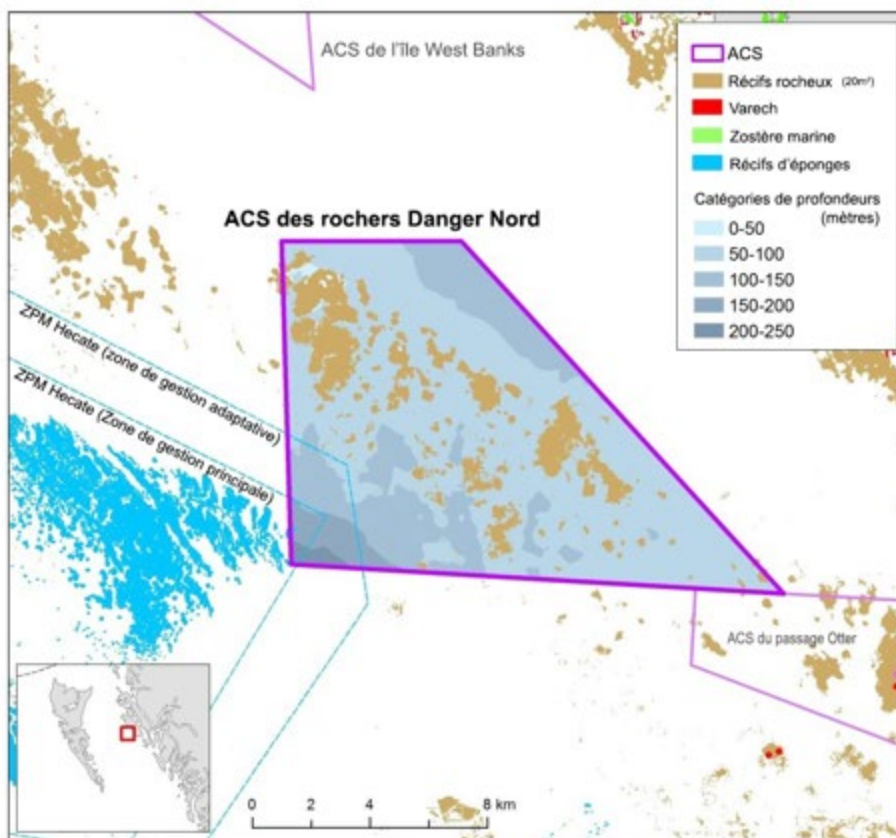 ACS de l'île West Banks
ACS
Récifs rocheux (20m²)
Varech
Zostère marine
Récifs d'éponges
Catégories de profondeurs
(mètres)
0-50
50-100
100-150
150-200
200-250
ACS des rochers Danger Nord
ZPM Hecate (zone de gestion adaptative)
ZPM Hecate (Zone de gestion principale)
ACS du passage Otter
0 2 4 8 km